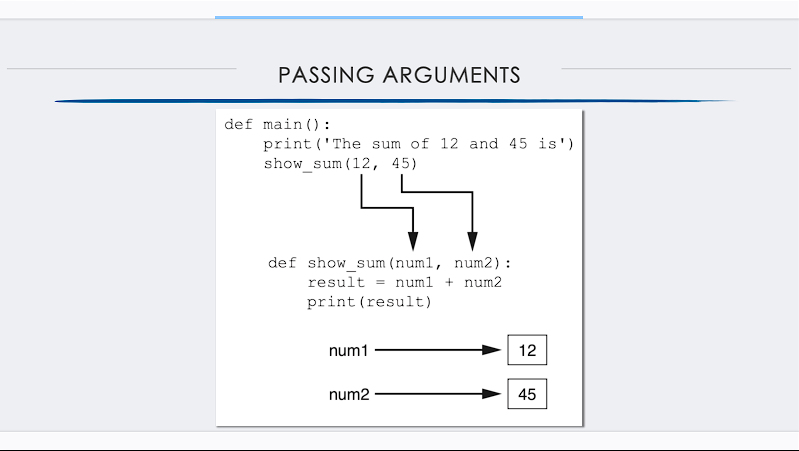 PASSING ARGUMENTS
def main():
    print('The sum of 12 and 45 is')
    show_sum(12, 45)
def show_sum(num1, num2):
    result = num1 + num2
    print(result)
num1 12
num2 45